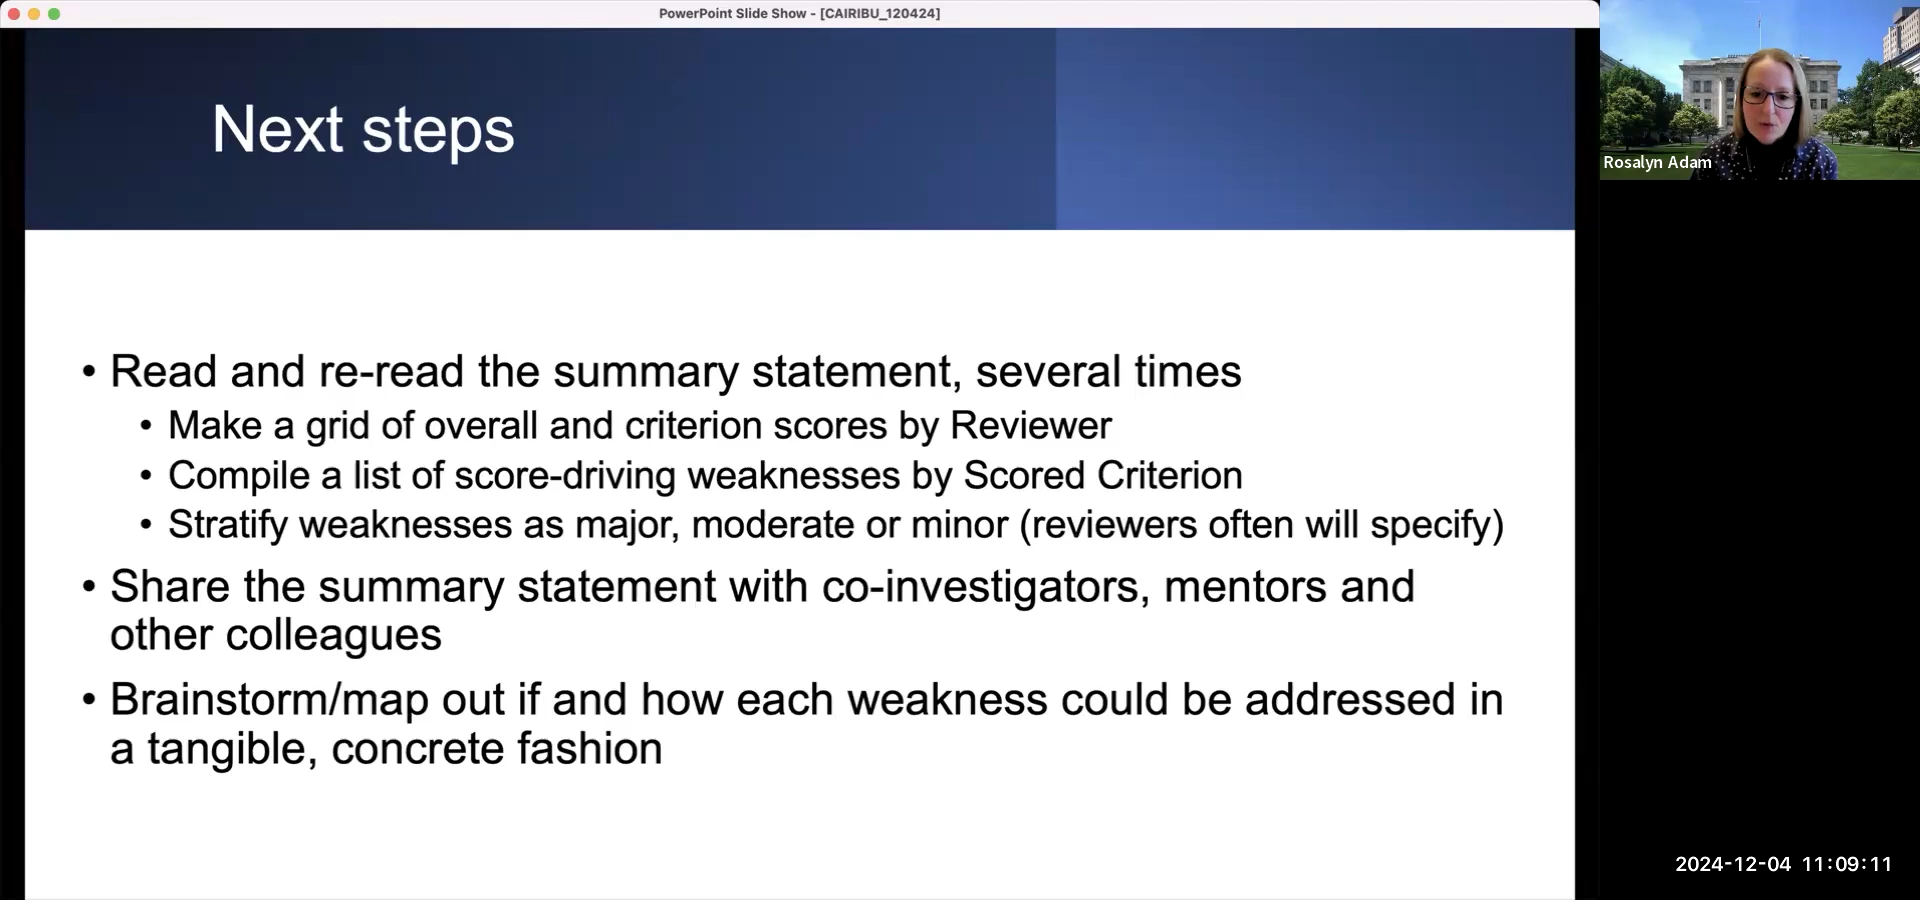 PowerPoint Slide Show - [CAIRIBU_120424]
Next steps
Rosalyn Adam
• Read and re-read the summary statement, several times
• Make a grid of overall and criterion scores by Reviewer
• Compile a list of score-driving weaknesses by Scored Criterion
• Stratify weaknesses as major, moderate or minor (reviewers often will specify)
• Share the summary statement with co-investigators, mentors and
other colleagues
• Brainstorm/map out if and how each weakness could be addressed in
a tangible, concrete fashion
2024-12-04 11:09:11